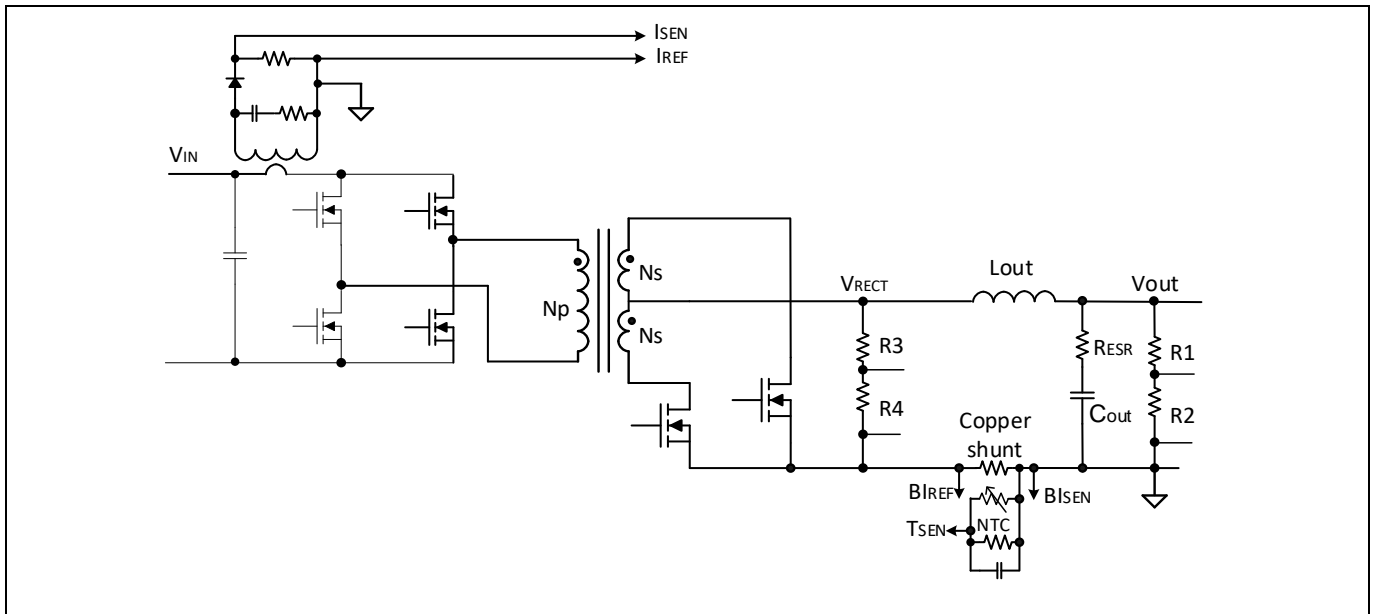 ISEN
IREF
VIN
Ns
Np
Ns
VRECT
Lout
Vout
R3
RESR
R1
R4
Cout
R2
Copper
shunt
BIREF
BISEN
TSEN
NTC